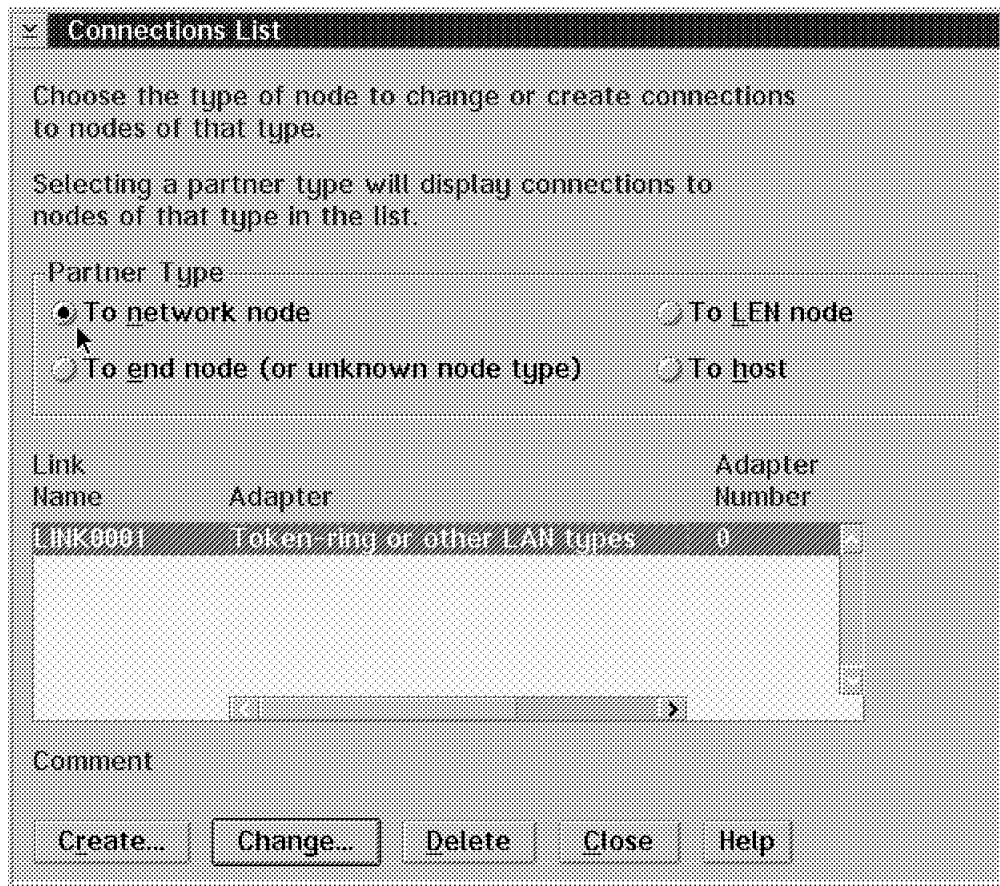 Connections List
Choose the type of node to change or create connections
to nodes of that type.
Selecting a partner type will display connections to
nodes of that type in the list.
Partner Type
To network node
To LEN node
To end node (or unknown node type)
To host
Link
Name
Adapter
Adapter
Number
LINK0001 Token-ring or other LAN types 0
Comment
Create... Change... Delete Close Help